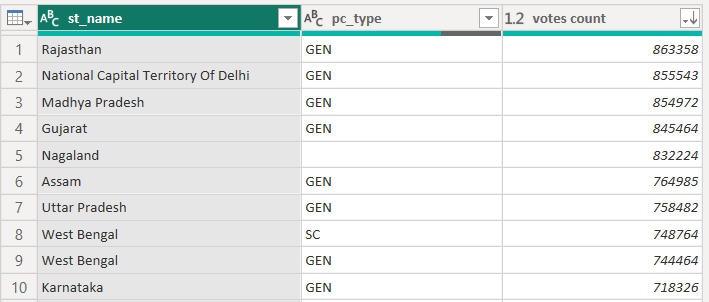 ABC st_name ABC pc_type 1.2 votes count
1 Rajasthan GEN 863358
2 National Capital Territory Of Delhi GEN 855543
3 Madhya Pradesh GEN 854972
4 Gujarat GEN 845464
5 Nagaland 832224
6 Assam GEN 764985
7 Uttar Pradesh GEN 758482
8 West Bengal SC 748764
9 West Bengal GEN 744464
10 Karnataka GEN 718326